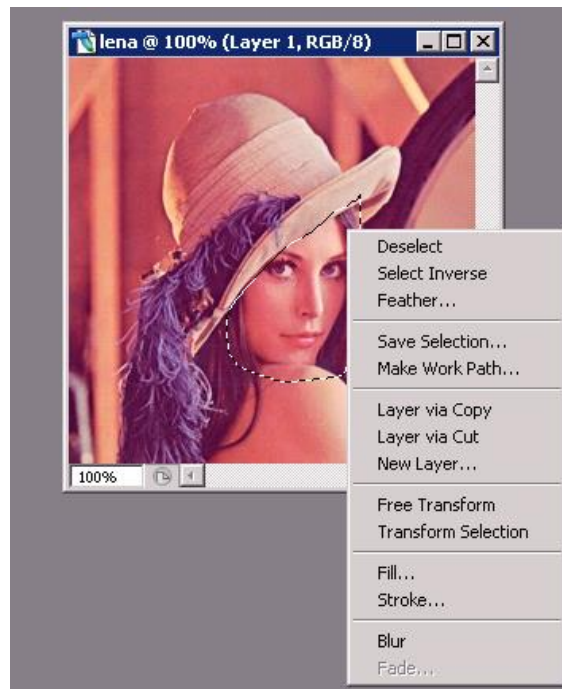 lena @ 100% (Layer 1, RGB/8)
Deselect
Select Inverse
Feather...
Save Selection...
Make Work Path...
Layer via Copy
Layer via Cut
New Layer...
100%
Free Transform
Transform Selection
Fill...
Stroke...
Blur
Fade...